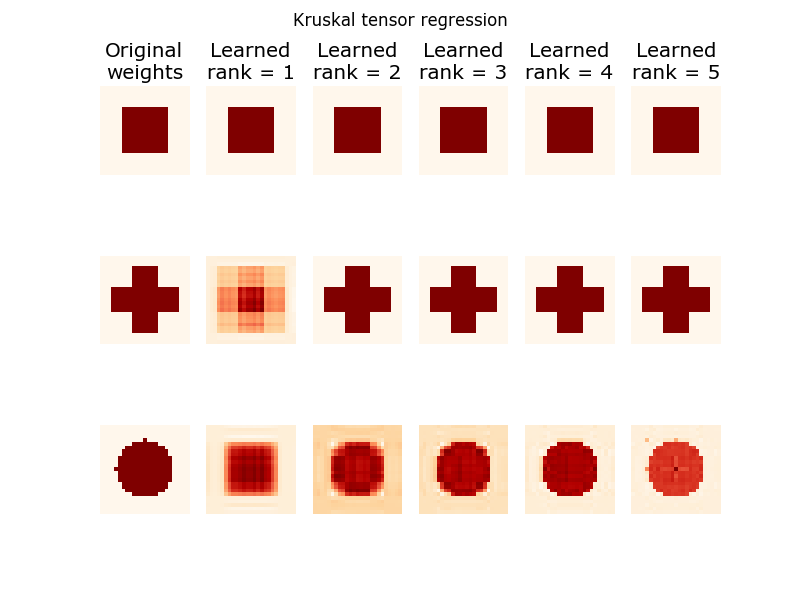 Kruskal tensor regression
Original
weights
Learned
rank = 1
Learned
rank = 2
Learned
rank = 3
Learned
rank = 4
Learned
rank = 5